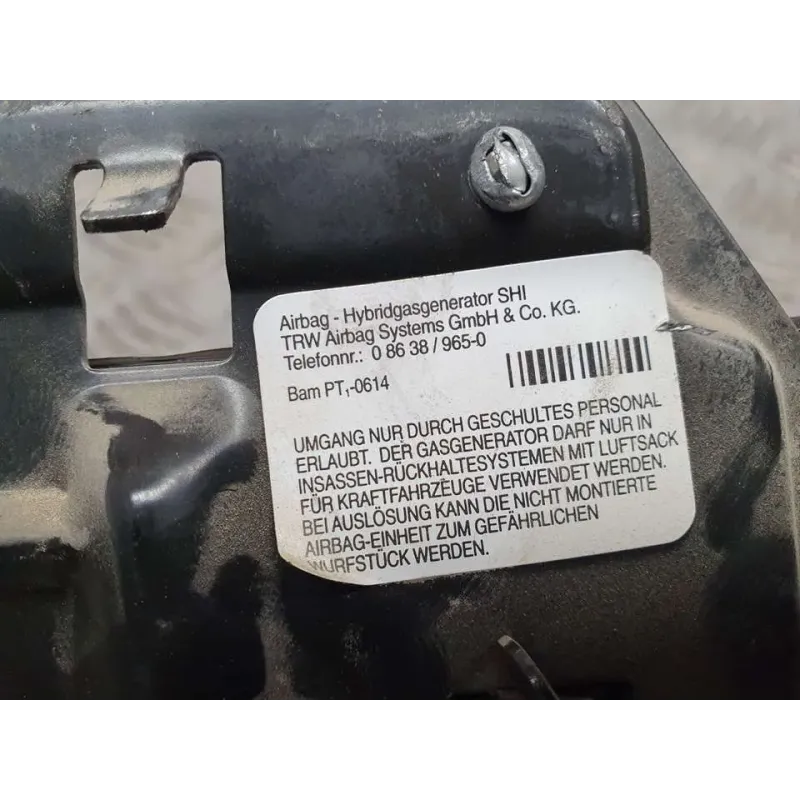 Airbag - Hybridgasgenerator SHI
TRW Airbag Systems GmbH & Co. KG.
Telefonnr.: 0 86 38 / 965-0
Bam PT₁-0614
UMGANG NUR DURCH GESCHULTES PERSONAL
ERLAUBT. DER GASGENERATOR DARF NUR IN
INSASSEN-RÜCKHALTESYSTEMEN MIT LUFTSACK
FÜR KRAFTFAHRZEUGE VERWENDET WERDEN.
BEI AUSLÖSUNG KANN DIE NICHT MONTIERTE
AIRBAG-EINHEIT ZUM GEFÄHRLICHEN
WURFSTÜCK WERDEN.